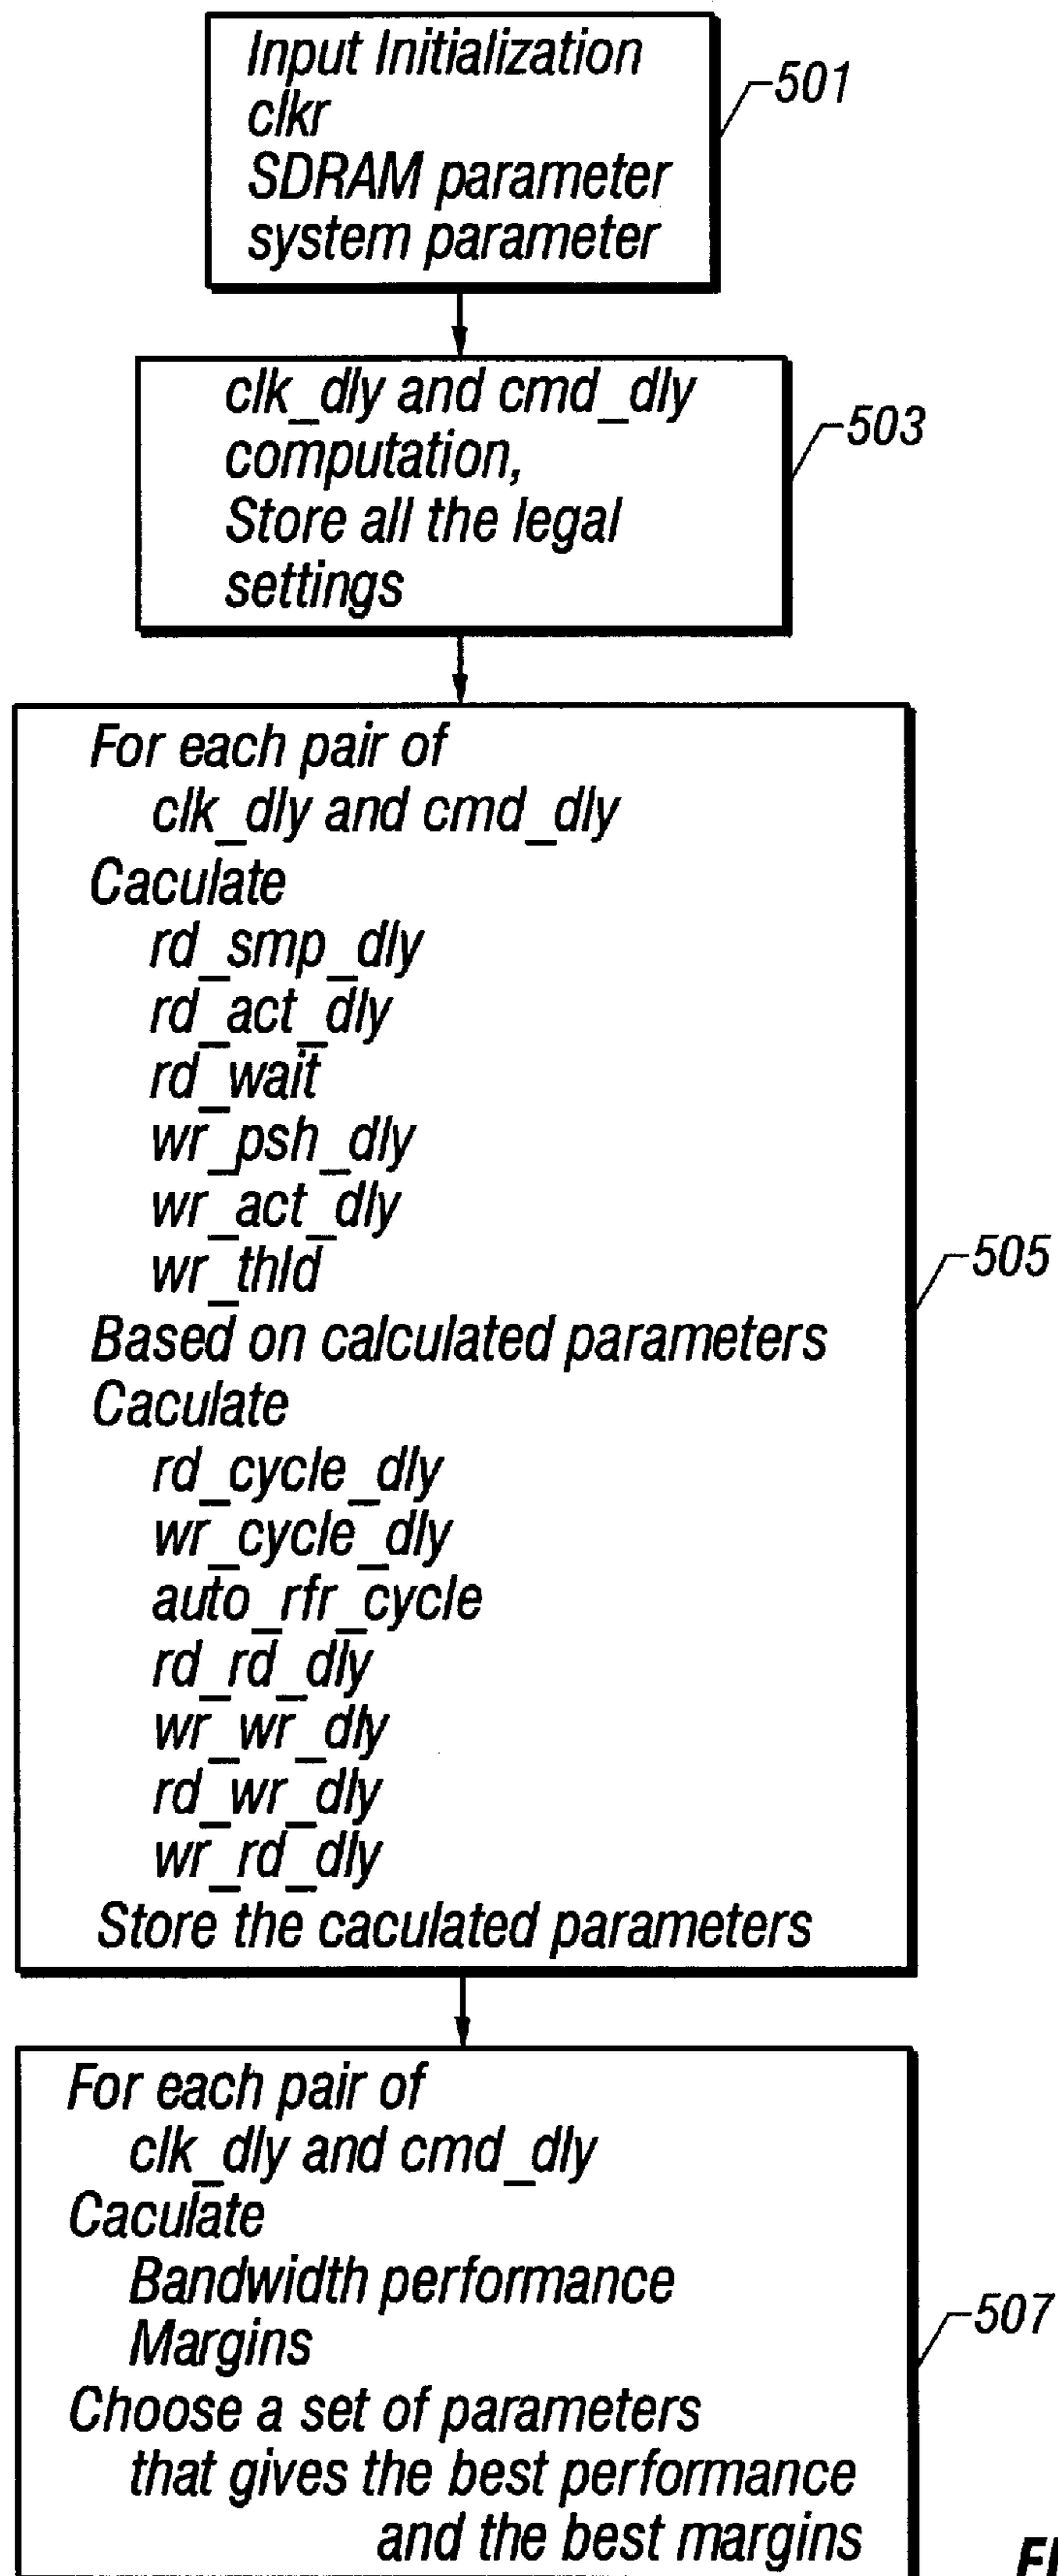 Input Initialization
clkr
SDRAM parameter
system parameter
501
clk_dly and cmd_dly
computation,
Store all the legal
settings
503
For each pair of
clk_dly and cmd_dly
Caculate
rd_smp_dly
rd_act_dly
rd_wait
wr_psh_dly
wr_act_dly
wr_thld
Based on calculated parameters
Caculate
rd_cycle_dly
wr_cycle_dly
auto_rfr_cycle
rd_rd_dly
wr_wr_dly
rd_wr_dly
wr_rd_dly
Store the caculated parameters
505
For each pair of
clk_dly and cmd_dly
Caculate
Bandwidth performance
Margins
Choose a set of parameters
that gives the best performance
and the best margins
507